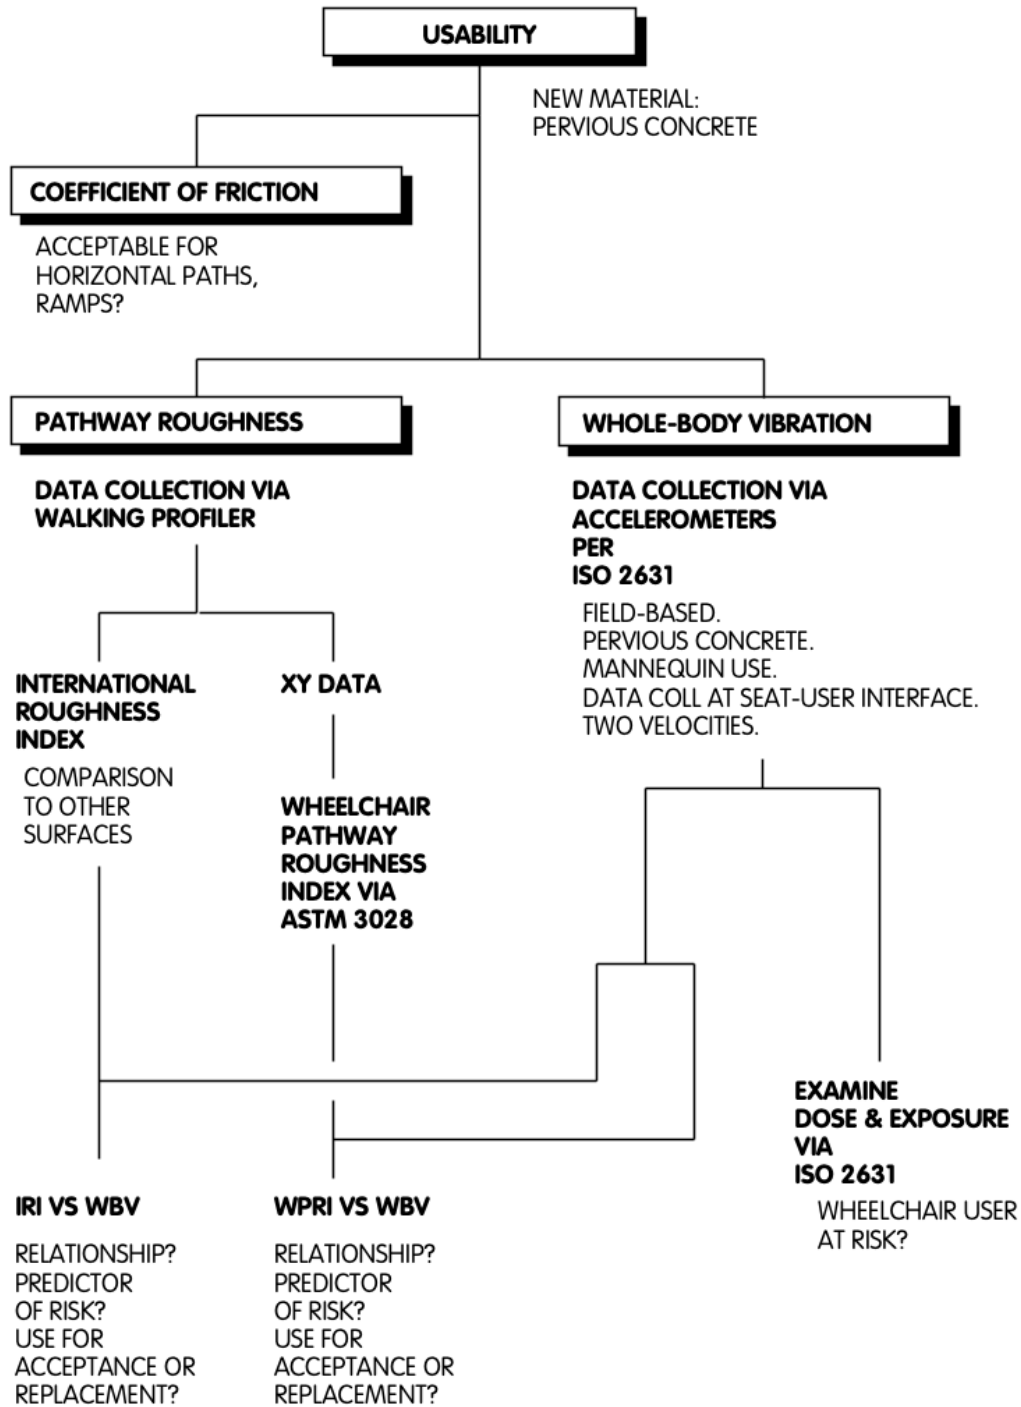 USABILITY
NEW MATERIAL:
PERVIOUS CONCRETE
COEFFICIENT OF FRICTION
ACCEPTABLE FOR
HORIZONTAL PATHS,
RAMPS?
PATHWAY ROUGHNESS
DATA COLLECTION VIA
WALKING PROFILER
WHOLE-BODY VIBRATION
DATA COLLECTION VIA
ACCELEROMETERS
PER
ISO 2631
FIELD-BASED.
PERVIOUS CONCRETE.
MANNEQUIN USE.
DATA COLL AT SEAT-USER INTERFACE.
TWO VELOCITIES.
INTERNATIONAL
ROUGHNESS
INDEX
COMPARISON
TO OTHER
SURFACES
XY DATA
WHEELCHAIR
PATHWAY
ROUGHNESS
INDEX VIA
ASTM 3028
EXAMINE
DOSE & EXPOSURE
VIA
ISO 2631
WHEELCHAIR USER
AT RISK?
IRI VS WBV
RELATIONSHIP?
PREDICTOR
OF RISK?
USE FOR
ACCEPTANCE OR
REPLACEMENT?
WPRI VS WBV
RELATIONSHIP?
PREDICTOR
OF RISK?
USE FOR
ACCEPTANCE OR
REPLACEMENT?